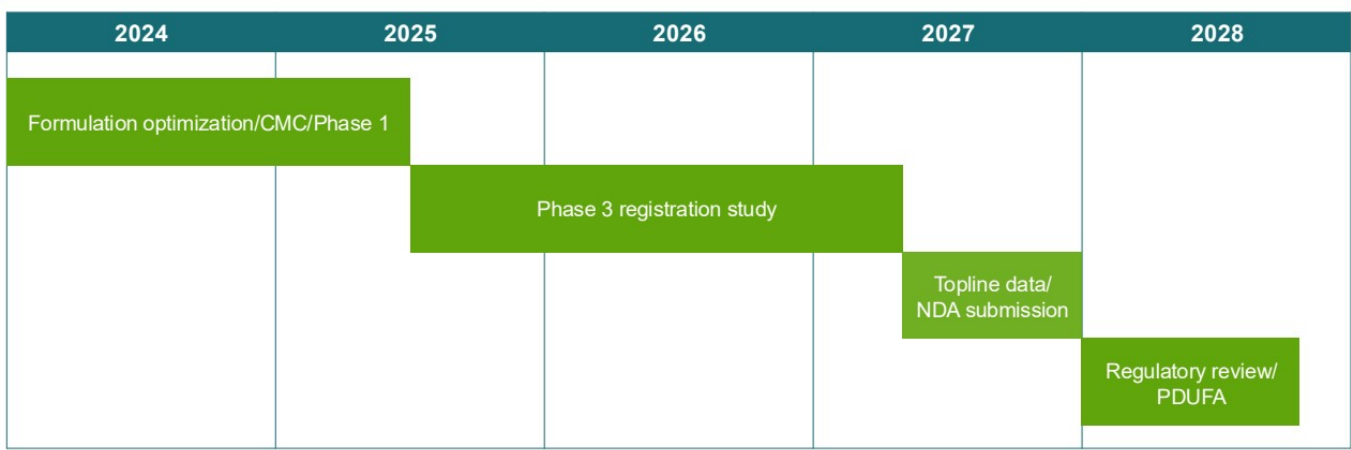 2024 2025 2026 2027 2028
Formulation optimization/CMC/Phase 1
Phase 3 registration study
Topline data/
NDA submission
Regulatory review/
PDUFA